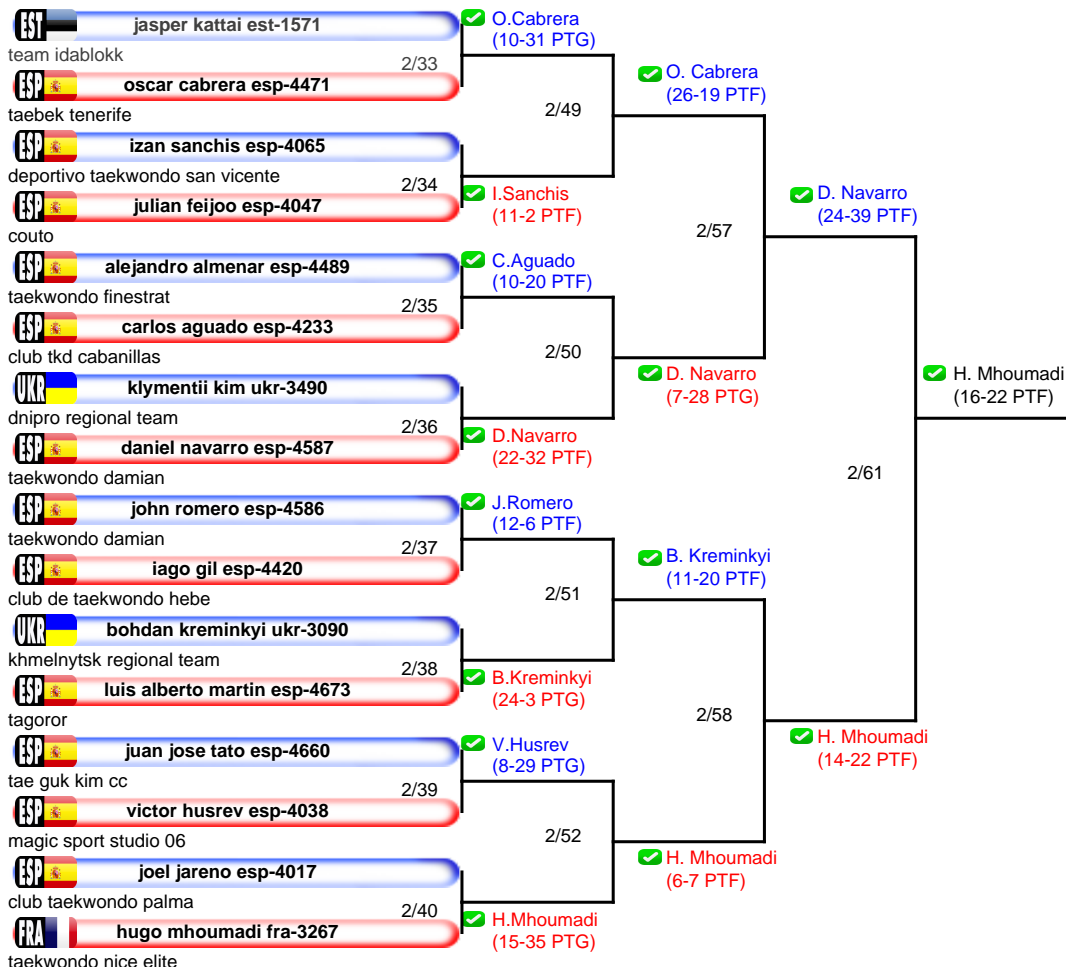 EST jasper kattai est-1571
team idablokk
2/33
ESP oscar cabrera esp-4471
taebek tenerife
ESP izan sanchis esp-4065
deportivo taekwondo san vicente
2/34
ESP julian feijoo esp-4047
couto
ESP alejandro almenar esp-4489
taekwondo finestrat
2/35
ESP carlos aguado esp-4233
club tkd cabanillas
UKR klymentii kim ukr-3490
dnipro regional team
2/36
ESP daniel navarro esp-4587
taekwondo damian
ESP john romero esp-4586
taekwondo damian
2/37
ESP iago gil esp-4420
club de taekwondo hebe
UKR bohdan kreminkyi ukr-3090
khmelnytsk regional team
2/38
ESP luis alberto martin esp-4673
tagoror
ESP juan jose tato esp-4660
tae guk kim cc
2/39
ESP victor husrev esp-4038
magic sport studio 06
ESP joel jareno esp-4017
club taekwondo palma
2/40
FRA hugo mhoumadi fra-3267
taekwondo nice elite
O.Cabrera
(10-31 PTG)
2/49
I.Sanchis
(11-2 PTF)
C.Aguado
(10-20 PTF)
2/50
D.Navarro
(22-32 PTF)
J.Romero
(12-6 PTF)
2/51
B.Kreminkyi
(24-3 PTG)
V.Husrev
(8-29 PTG)
2/52
H.Mhoumadi
(15-35 PTG)
O. Cabrera
(26-19 PTF)
2/57
D. Navarro
(7-28 PTG)
B. Kreminkyi
(11-20 PTF)
2/58
H. Mhoumadi
(6-7 PTF)
D. Navarro
(24-39 PTF)
2/61
H. Mhoumadi
(14-22 PTF)
H. Mhoumadi
(16-22 PTF)